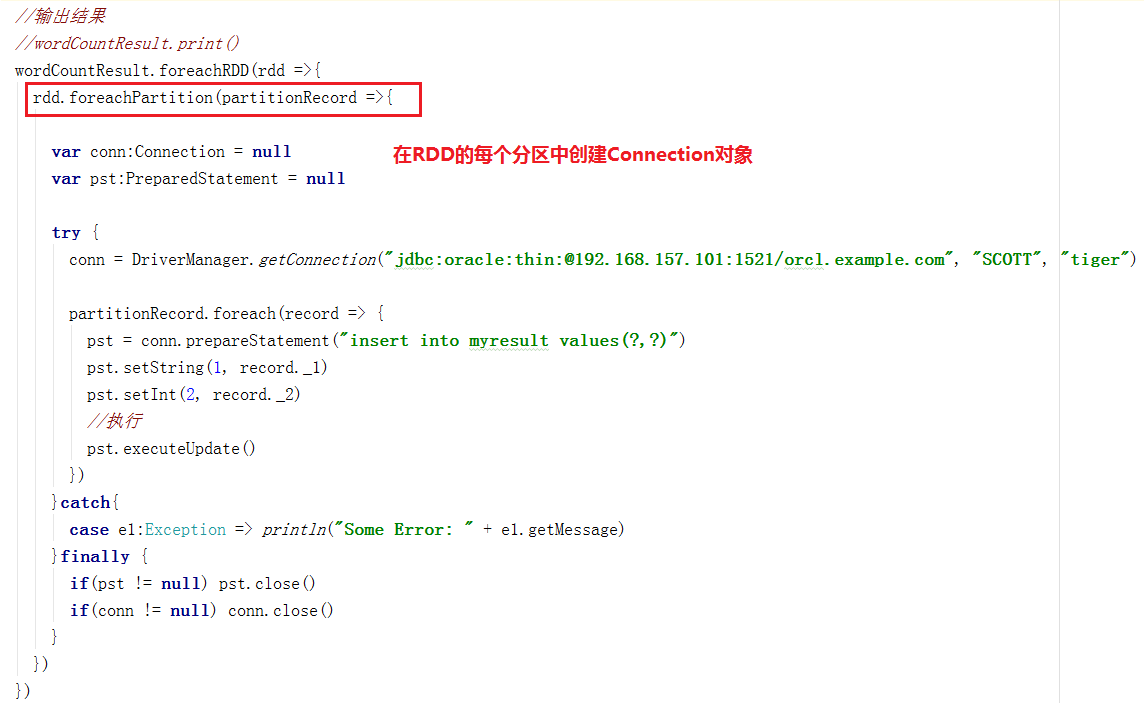 //输出结果
//wordCountResult.print()
wordCountResult.foreachRDD(rdd =>{
rdd.foreachPartition(partitionRecord =>{
var conn:Connection = null
在RDD的每个分区中创建Connection对象
var pst:PreparedStatement = null
try {
conn = DriverManager.getConnection("jdbc:oracle:thin:@192.168.157.101:1521/orcl.example.com", "SCOTT", "tiger")
partitionRecord.foreach(record => {
pst = conn.prepareStatement("insert into myresult values(?,?)")
pst.setString(1, record._1)
pst.setInt(2, record._2)
//执行
pst.executeUpdate()
})
}catch{
case e1:Exception => println("Some Error: " + e1.getMessage)
}finally {
if(pst != null) pst.close()
if(conn != null) conn.close()
}
})
})